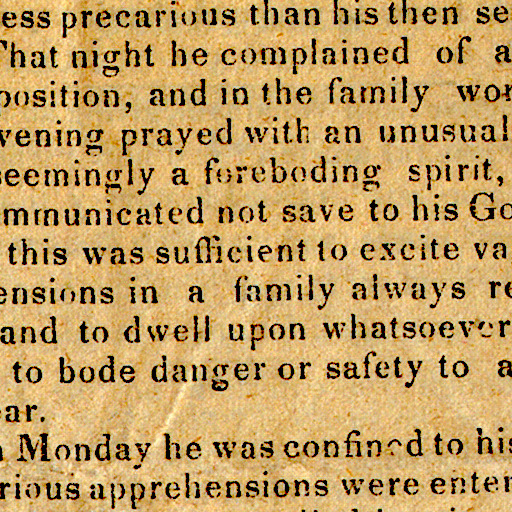 ess precarious than his then se
That night he complained of a
position, and in the family wor
vening prayed with an unusual
seemingly a foreboding spirit,
mmunicated not save to his Go
this was sufficient to excite va
ensions in a family always re
and to dwell upon whatsoever
to bode danger or safety to a
ear.
Monday he was confined to his
rious apprehensions were enter